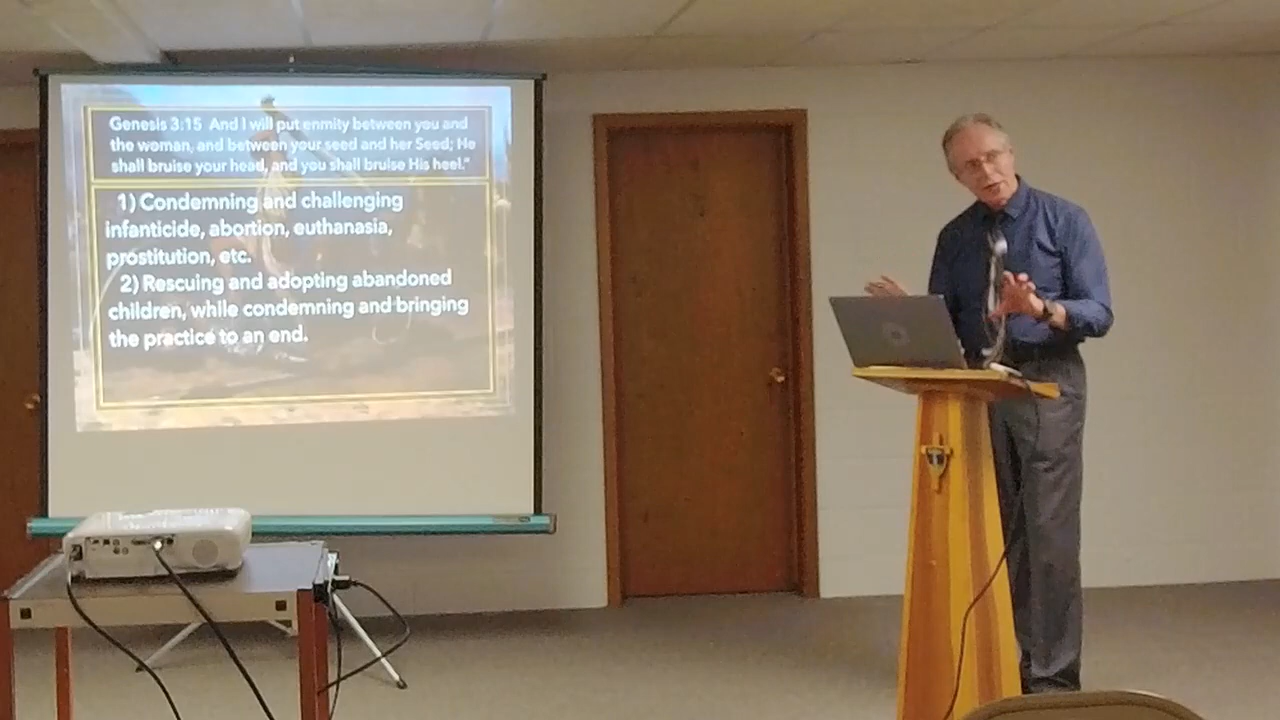 Genesis 3:15 And I will put enmity between you and
the woman, and between your seed and her Seed; He
shall bruise your head, and you shall bruise His heel."
1) Condemning and challenging
infanticide, abortion, euthanasia,
prostitution, etc.
2) Rescuing and adopting abandoned
children, while condemning and bringing
the practice to an end.